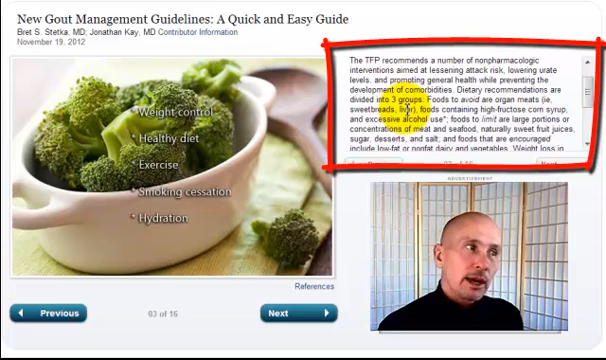 New Gout Management Guidelines: A Quick and Easy Guide
Bret S. Stetka, MD; Jonathan Kay, MD Contributor Information
November 19, 2012
* Weight control
* Healthy diet
Exercise
* Smoking cessation
* Hydration
References
Previous
03 of 16
Next
The TFP recommends a number of nonpharmacologic
interventions aimed at lessening attack risk, lowering urate
levels, and promoting general health while preventing the
development of comorbidities. Dietary recommendations are
divided into 3 groups: Foods to avoid are organ meats (ie,
sweetbreads, liver), foods containing high-fructose corn syrup,
and excessive alcohol use*; foods to limit are large portions or
concentrations of meat and seafood, naturally sweet fruit juices,
sugar, desserts, and salt; and foods that are encouraged
include low-fat or nonfat dairy and vegetables. Weight loss in
03 of 16
ADVERTISEMENT